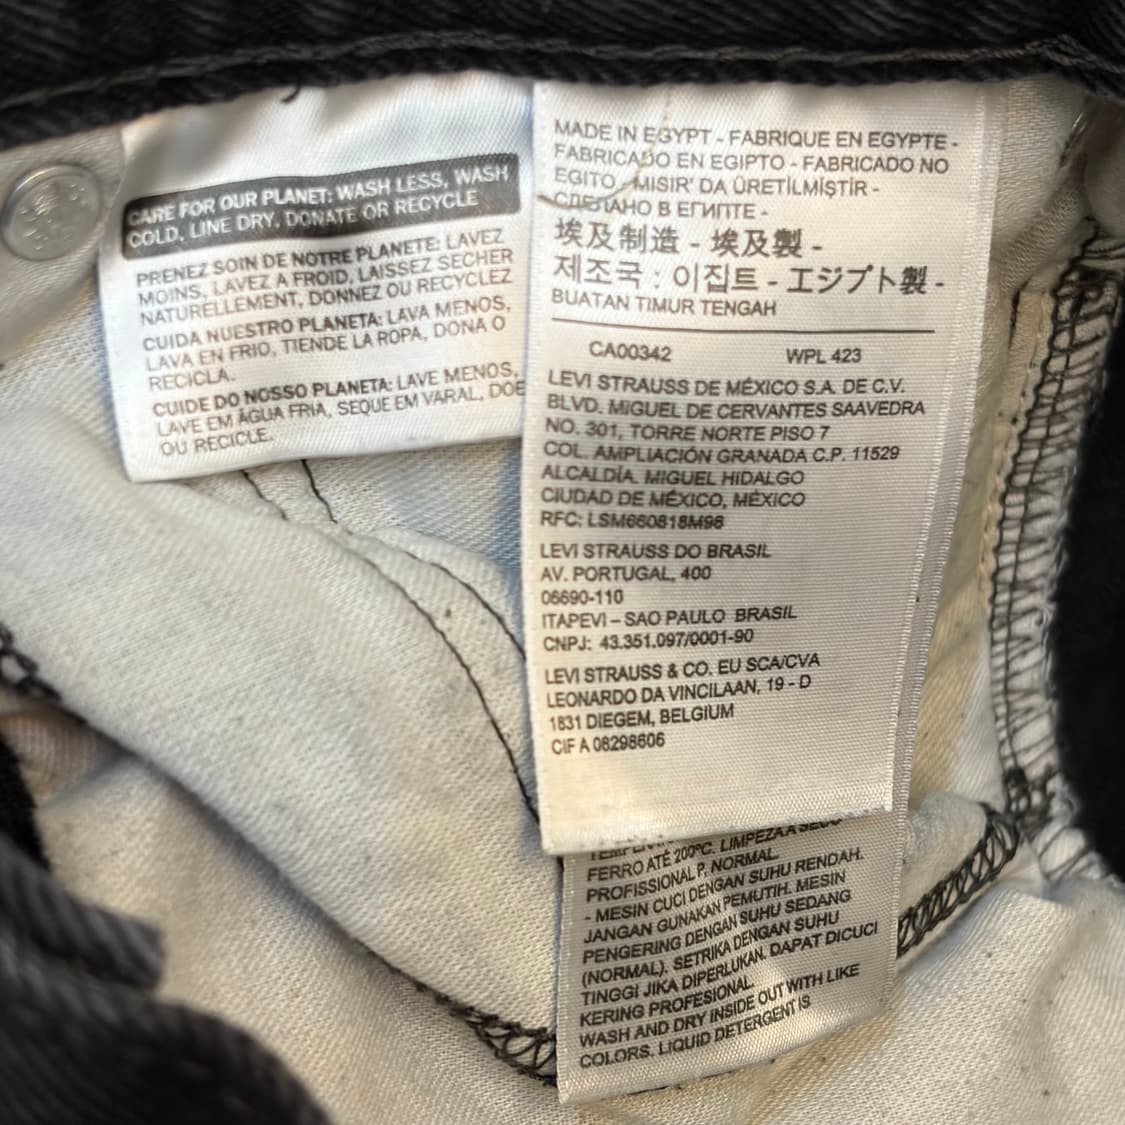 CARE FOR OUR PLANET: WASH LESS, WASH
COLD, LINE DRY, DONATE OR RECYCLE
PRENEZ SOIN DE NOTRE PLANETE: LAVEZ
MOINS, LAVEZ A FROID, LAISSEZ SECHER
NATURELLEMENT, DONNEZ OU RECYCLEZ
CUIDA NUESTRO PLANETA: LAVA MENOS,
LAVA EN FRIO, TIENDE LA ROPA, DONA O
RECICLA.
CUIDE DO NOSSO PLANETA: LAVE MENOS,
LAVE EM ÁGUA FRIA, SEQUE EM VARAL, DOE
OU RECICLE.
MADE IN EGYPT - FABRIQUE EN EGYPTE -
FABRICADO EN EGIPTO - FABRICADO NO
EGITO - MISIR' DA ÜRETİLMİŞTİR -
СДЕЛАНО В ЕГИПТЕ -
埃及制造 - 埃及製 -
제조국 : 이집트 - エジプト製 -
BUATAN TIMUR TENGAH
CA00342 WPL 423
LEVI STRAUSS DE MÉXICO S.A. DE C.V.
BLVD. MIGUEL DE CERVANTES SAAVEDRA
NO. 301, TORRE NORTE PISO 7
COL. AMPLIACIÓN GRANADA C.P. 11529
ALCALDÍA. MIGUEL HIDALGO
CIUDAD DE MÉXICO, MÉXICO
RFC: LSM660818M98
LEVI STRAUSS DO BRASIL
AV. PORTUGAL, 400
06690-110
ITAPEVI – SAO PAULO BRASIL
CNPJ: 43.351.097/0001-90
LEVI STRAUSS & CO. EU SCA/CVA
LEONARDO DA VINCILAAN, 19 - D
1831 DIEGEM, BELGIUM
CIF A 08298606
FERRO ATÉ 200ºC. LIMPEZA A SECO
PROFISSIONAL P, NORMAL.
- MESIN CUCI DENGAN SUHU RENDAH.
JANGAN GUNAKAN PEMUTIH. MESIN
PENGERING DENGAN SUHU SEDANG
(NORMAL). SETRIKA DENGAN SUHU
TINGGI JIKA DIPERLUKAN. DAPAT DICUCI
KERING PROFESIONAL.
WASH AND DRY INSIDE OUT WITH LIKE
COLORS. LIQUID DETERGENT IS